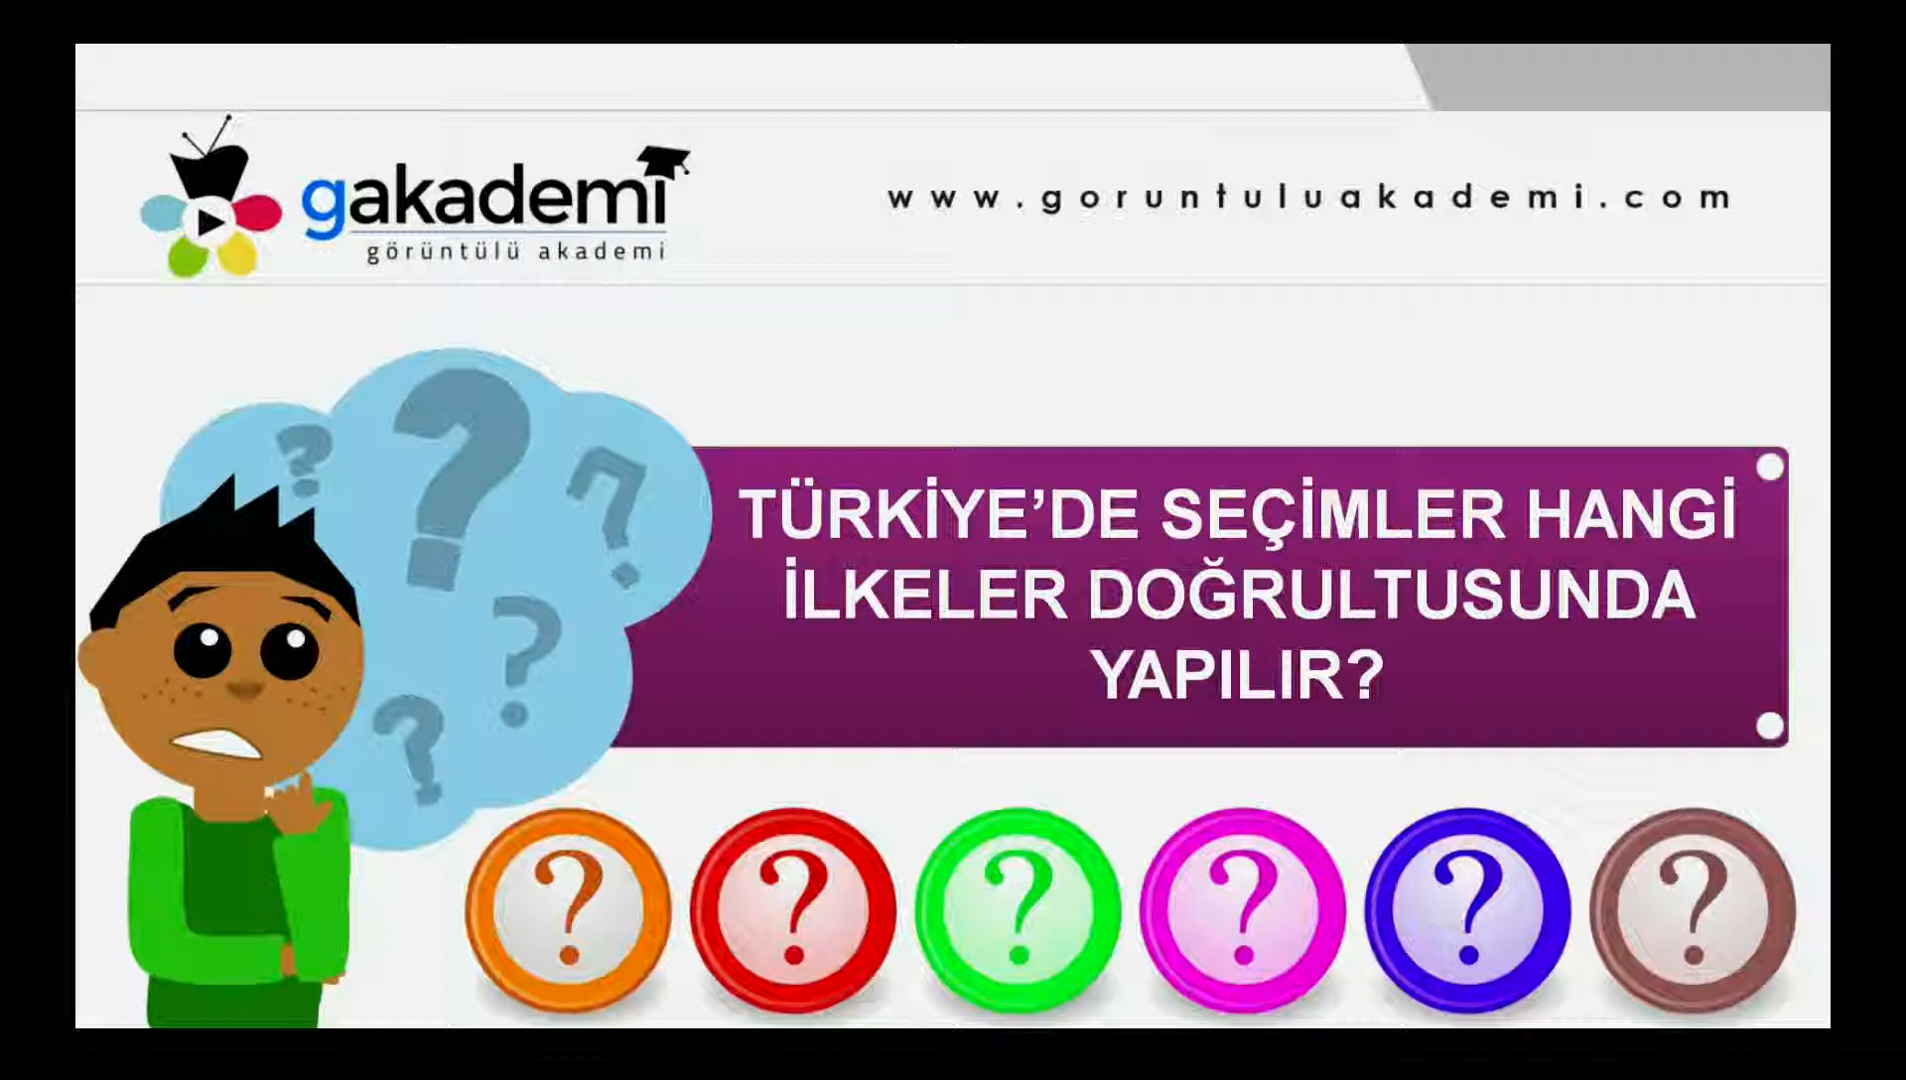 gakademi
görüntülü akademi
www.goruntuluakademi.com
TÜRKİYE’DE SEÇİMLER HANGİ
İLKELER DOĞRULTUSUNDA
YAPILIR?
? ? ? ? ?
? ? ? ? ? ?